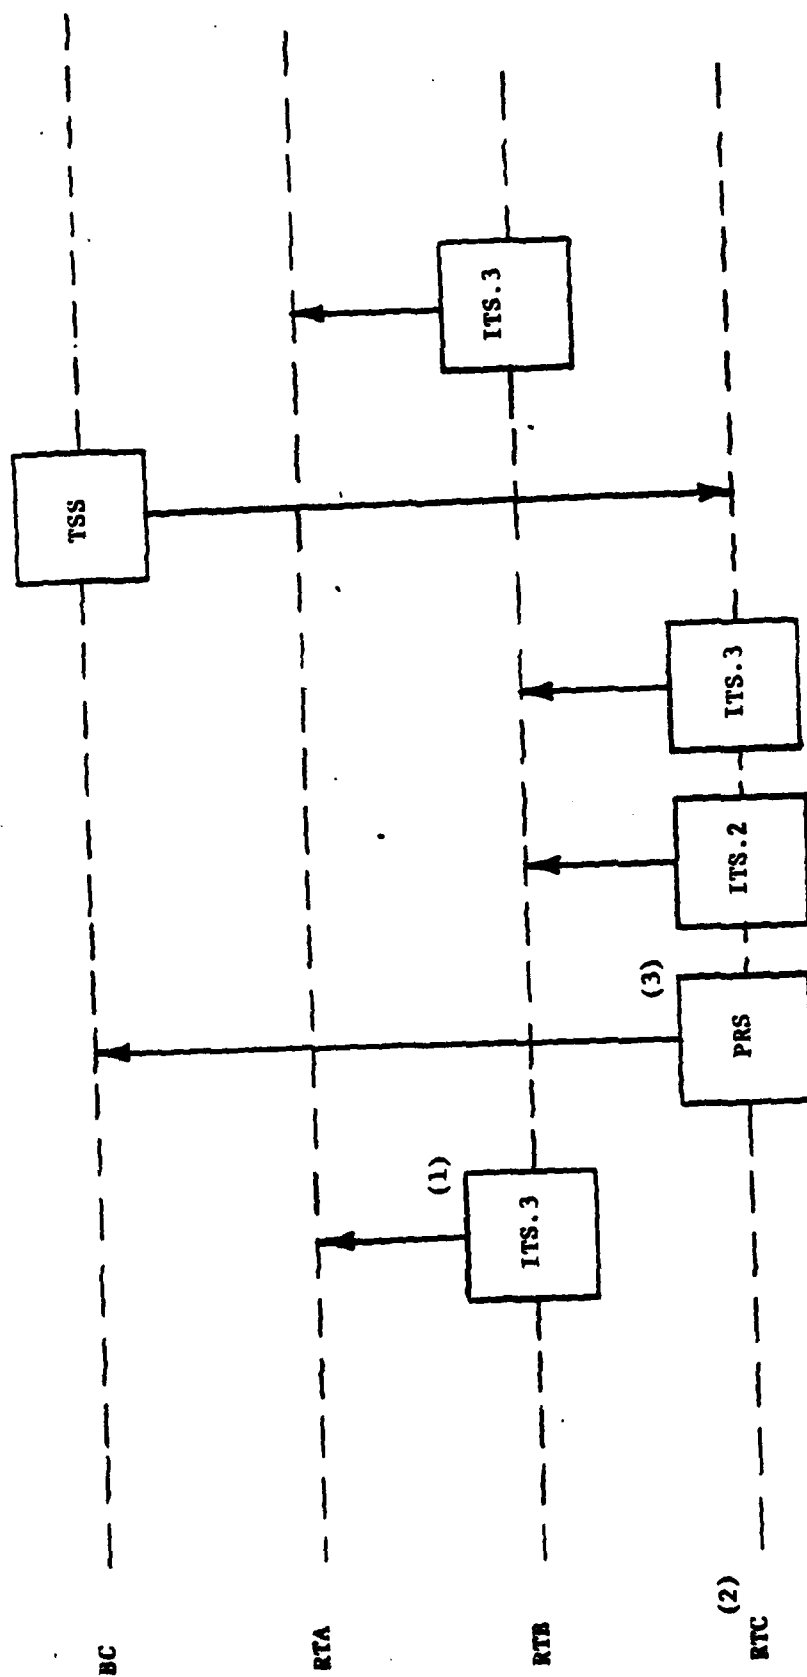 BC
TSS
RTA
RTB
(1)
ITS.3
ITS.3
(2)
RTC
(3)
PRS
ITS.2
ITS.3